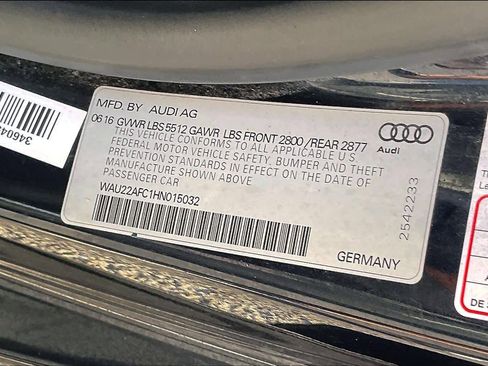 MFD. BY AUDI AG
0616 GVWR LBS 5512 GAWR LBS FRONT 2800 / REAR 2877
THIS VEHICLE CONFORMS TO ALL APPLICABLE U.S.
FEDERAL MOTOR VEHICLE SAFETY, BUMPER AND THEFT
PREVENTION STANDARDS IN EFFECT ON THE DATE OF
MANUFACTURE SHOWN ABOVE
PASSENGER CAR
WAU22AFC1HN015032
GERMANY
Audi
2542233
DE S